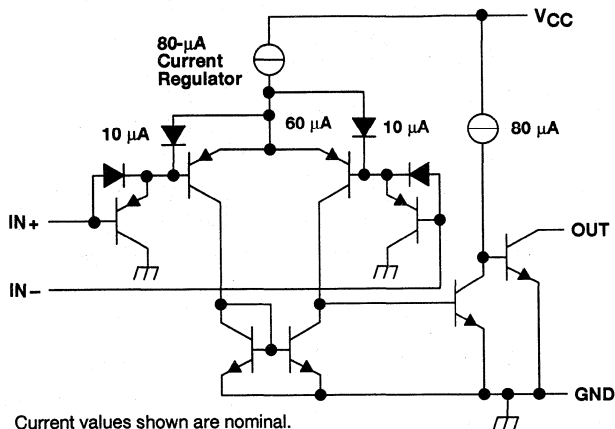 VCC
80-µA
Current
Regulator
10 µA
60 µA
10 µA
80 µA
IN+
OUT
IN−
GND
Current values shown are nominal.